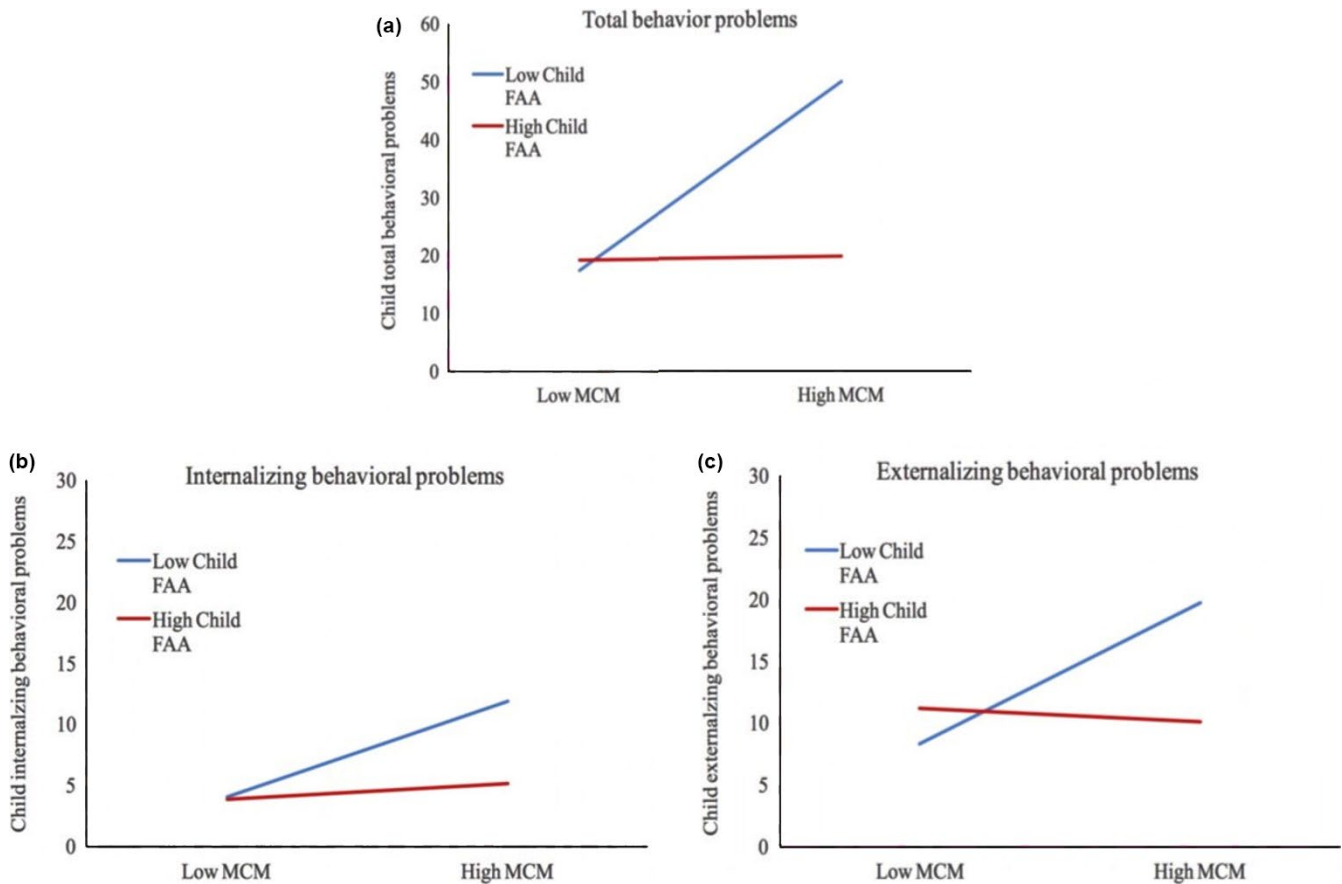 (a)
Total behavior problems
Child total behavioral problems
60
50
40
30
20
10
0
Low Child
FAA
High Child
FAA
Low MCM
High MCM
(b)
Internalizing behavioral problems
Child internalzing behavioral problems
30
25
20
15
10
5
0
Low Child
FAA
High Child
FAA
Low MCM
High MCM
(c)
Externalizing behavioral problems
Child externalzing behavioral problems
30
25
20
15
10
5
0
Low Child
FAA
High Child
FAA
Low MCM
High MCM